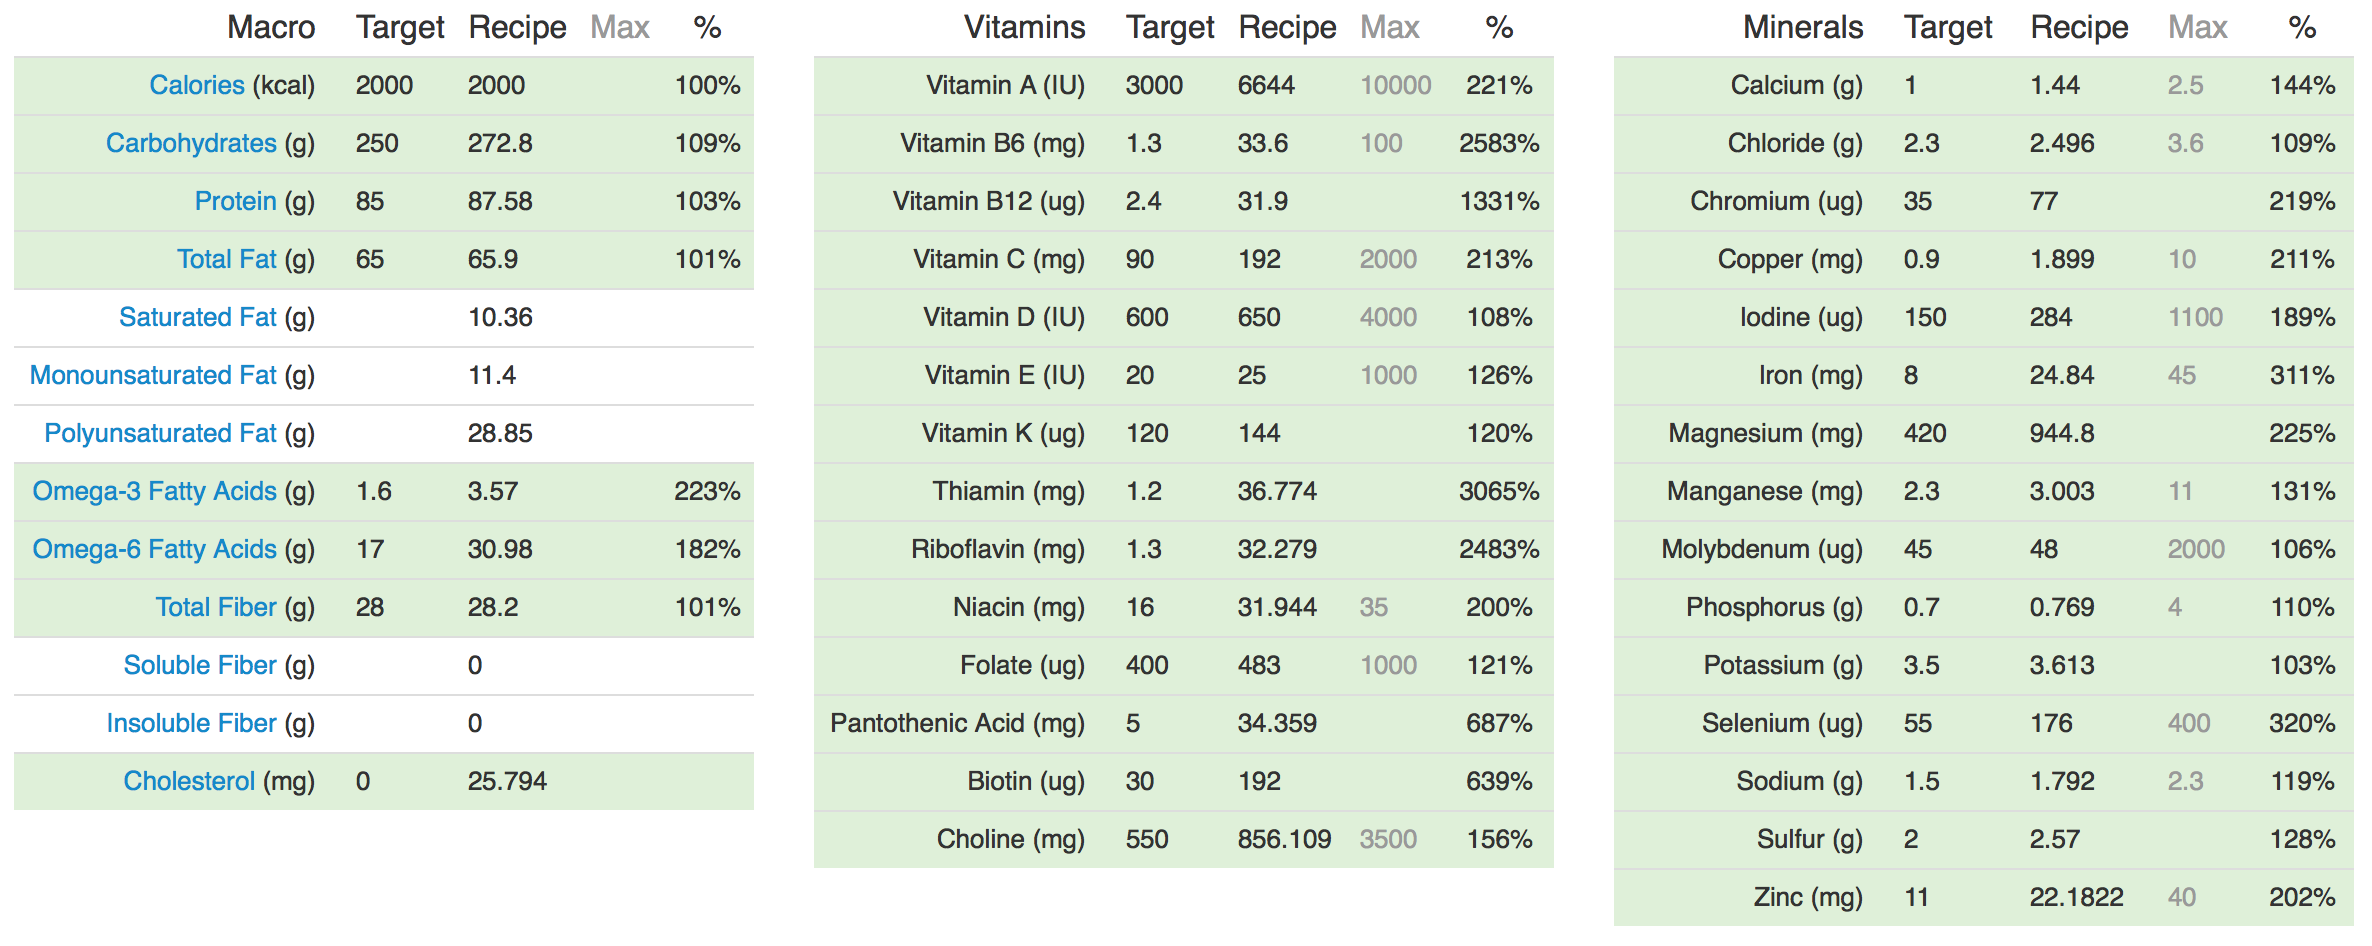 Macro Target Recipe Max %
Calories (kcal) 2000 2000 100%
Carbohydrates (g) 250 272.8 109%
Protein (g) 85 87.58 103%
Total Fat (g) 65 65.9 101%
Saturated Fat (g) 10.36
Monounsaturated Fat (g) 11.4
Polyunsaturated Fat (g) 28.85
Omega-3 Fatty Acids (g) 1.6 3.57 223%
Omega-6 Fatty Acids (g) 17 30.98 182%
Total Fiber (g) 28 28.2 101%
Soluble Fiber (g) 0
Insoluble Fiber (g) 0
Cholesterol (mg) 0 25.794
Vitamins Target Recipe Max %
Vitamin A (IU) 3000 6644 10000 221%
Vitamin B6 (mg) 1.3 33.6 100 2583%
Vitamin B12 (ug) 2.4 31.9 1331%
Vitamin C (mg) 90 192 2000 213%
Vitamin D (IU) 600 650 4000 108%
Vitamin E (IU) 20 25 1000 126%
Vitamin K (ug) 120 144 120%
Thiamin (mg) 1.2 36.774 3065%
Riboflavin (mg) 1.3 32.279 2483%
Niacin (mg) 16 31.944 35 200%
Folate (ug) 400 483 1000 121%
Pantothenic Acid (mg) 5 34.359 687%
Biotin (ug) 30 192 639%
Choline (mg) 550 856.109 3500 156%
Minerals Target Recipe Max %
Calcium (g) 1 1.44 2.5 144%
Chloride (g) 2.3 2.496 3.6 109%
Chromium (ug) 35 77 219%
Copper (mg) 0.9 1.899 10 211%
Iodine (ug) 150 284 1100 189%
Iron (mg) 8 24.84 45 311%
Magnesium (mg) 420 944.8 225%
Manganese (mg) 2.3 3.003 11 131%
Molybdenum (ug) 45 48 2000 106%
Phosphorus (g) 0.7 0.769 4 110%
Potassium (g) 3.5 3.613 103%
Selenium (ug) 55 176 400 320%
Sodium (g) 1.5 1.792 2.3 119%
Sulfur (g) 2 2.57 128%
Zinc (mg) 11 22.1822 40 202%